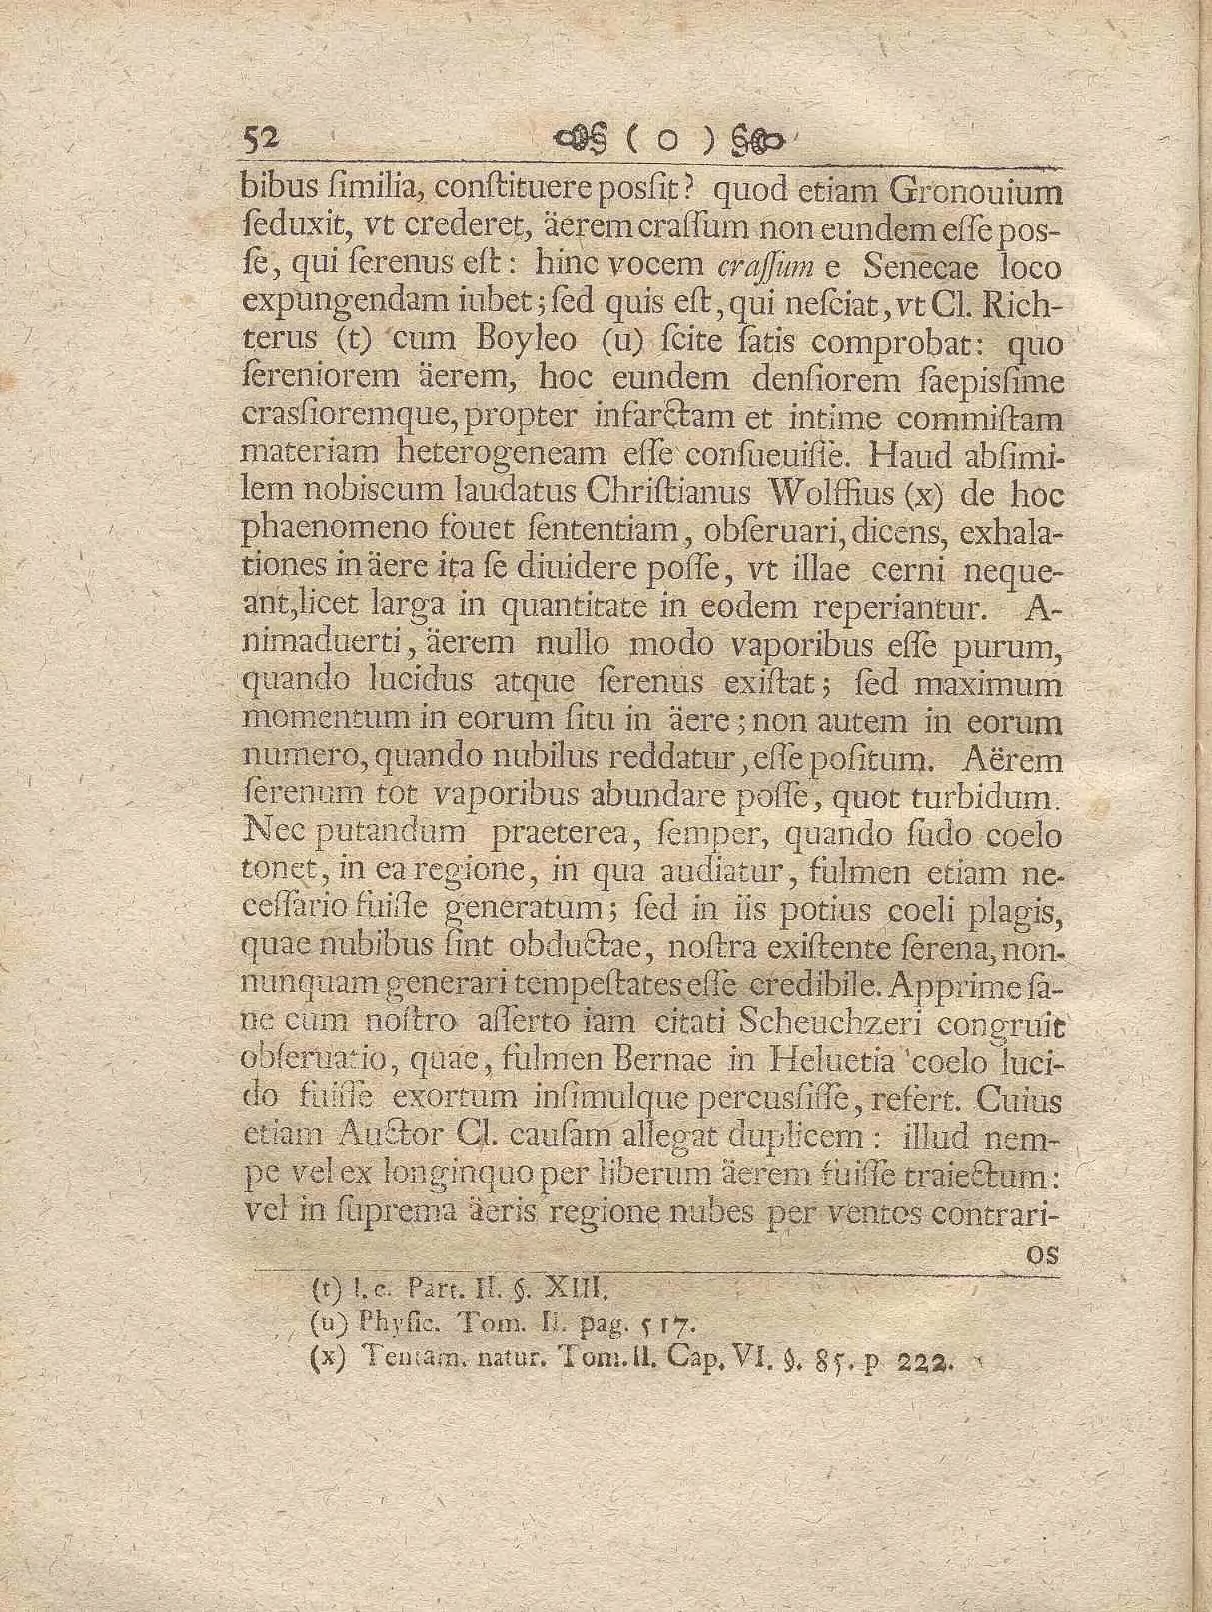 52 ( o )
bibus ſimilia, conſtituere posſit? quod etiam Gronouium
ſeduxit, vt crederet, äerem craſſum non eundem eſſe pos-
ſe, qui ſerenus eſt: hinc vocem craſſum e Senecae loco
expungendam iubet; ſed quis eſt, qui neſciat, vt Cl. Rich-
terus (t) cum Boyleo (u) ſcite ſatis comprobat: quo
ſereniorem äerem, hoc eundem denſiorem ſaepisſime
crasſioremque, propter infarctam et intime commiſtam
materiam heterogeneam eſſe conſueuiſſe. Haud abſimi-
lem nobiscum laudatus Chriſtianus Wolffius (x) de hoc
phaenomeno fouet ſententiam, obſeruari, dicens, exhala-
tiones in äere ita ſe diuidere poſſe, vt illae cerni neque-
ant, licet larga in quantitate in eodem reperiantur. A-
nimaduerti, äerem nullo modo vaporibus eſſe purum,
quando lucidus atque ſerenus exiſtat; ſed maximum
momentum in eorum ſitu in äere; non autem in eorum
numero, quando nubilus reddatur, eſſe poſitum. Aërem
ſerenum tot vaporibus abundare poſſe, quot turbidum.
Nec putandum praeterea, ſemper, quando ſudo coelo
tonet, in ea regione, in qua audiatur, fulmen etiam ne-
ceſſario fuiſſe generatum; ſed in iis potius coeli plagis,
quae nubibus ſint obductae, noſtra exiſtente ſerena, non-
nunquam generari tempeſtates eſſe credibile. Apprime ſa-
ne cum noſtro aſſerto iam citati Scheuchzeri congruit
obſeruatio, quae, fulmen Bernae in Heluetia coelo luci-
do fuiſſe exortum inſimulque percusſiſſe, refert. Cuius
etiam Auctor Cl. cauſam allegat duplicem: illud nem-
pe vel ex longinquo per liberum äerem fuiſſe traiectum:
vel in ſuprema äeris regione nubes per ventos contrari-
os
(t) l. c. Part. II. §. XIII.
(u) Phyſic. Tom. II. pag. 517.
(x) Tentam. natur. Tom. II. Cap. VI. §. 85. p 222.